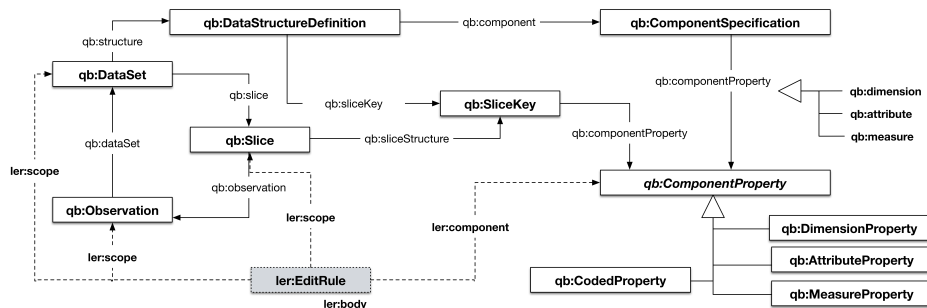 qb:DataStructureDefinition
qb:component
qb:ComponentSpecification
qb:structure
qb:DataSet
qb:slice
qb:sliceKey
qb:SliceKey
qb:componentProperty
qb:dimension
qb:attribute
qb:measure
qb:dataSet
qb:Slice
qb:sliceStructure
qb:componentProperty
ler:scope
qb:observation
qb:ComponentProperty
qb:Observation
ler:scope
ler:component
qb:DimensionProperty
ler:scope
qb:AttributeProperty
ler:EditRule
qb:CodedProperty
qb:MeasureProperty
ler:body